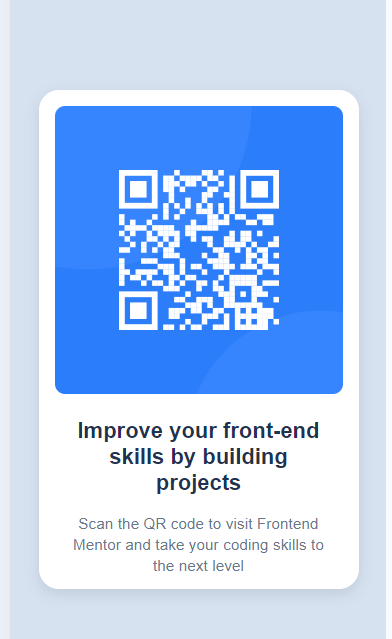 Improve your front-end
skills by building
projects
Scan the QR code to visit Frontend
Mentor and take your coding skills to
the next level